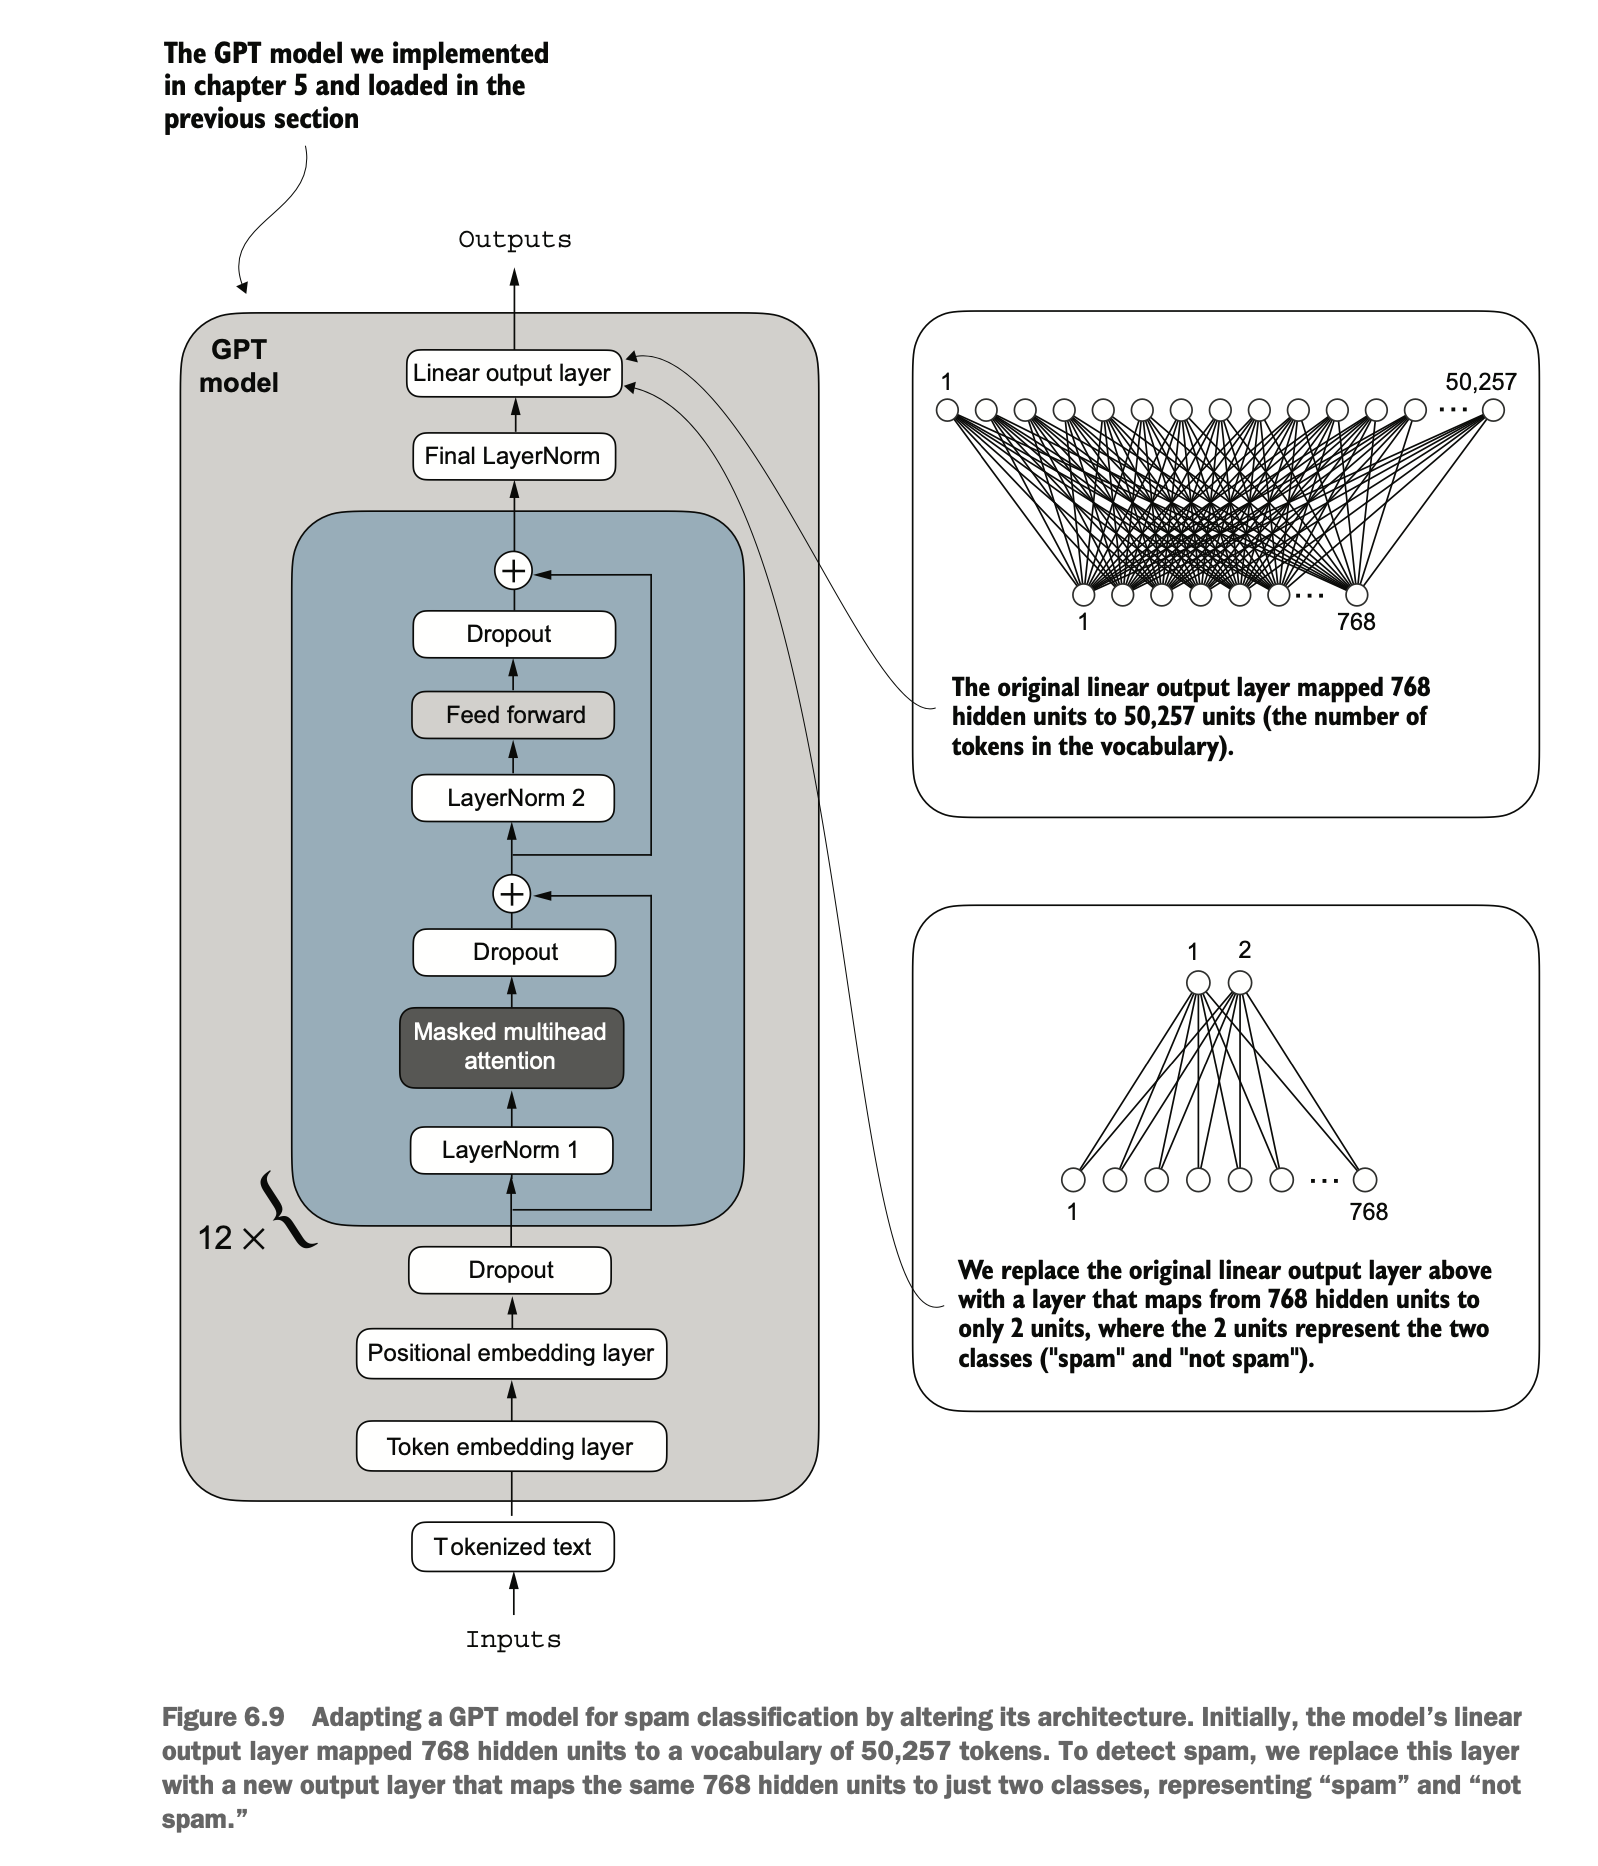 The GPT model we implemented
in chapter 5 and loaded in the
previous section
Outputs
GPT
model
Linear output layer
Final LayerNorm
+
Dropout
Feed forward
LayerNorm 2
+
Dropout
Masked multihead
attention
LayerNorm 1
12 ×
{
Dropout
Positional embedding layer
Token embedding layer
Tokenized text
Inputs
1 50,257
...
...
1 768
The original linear output layer mapped 768
hidden units to 50,257 units (the number of
tokens in the vocabulary).
1 2
...
1 768
We replace the original linear output layer above
with a layer that maps from 768 hidden units to
only 2 units, where the 2 units represent the two
classes ("spam" and "not spam").
Figure 6.9 Adapting a GPT model for spam classification by altering its architecture. Initially, the model’s linear
output layer mapped 768 hidden units to a vocabulary of 50,257 tokens. To detect spam, we replace this layer
with a new output layer that maps the same 768 hidden units to just two classes, representing “spam” and “not
spam.”